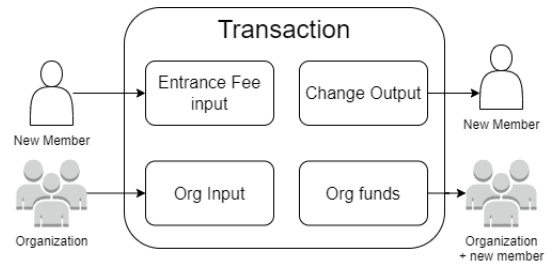 Transaction
Entrance Fee
input
Change Output
New Member
New Member
Org Input
Org funds
Organization
Organization
+ new member